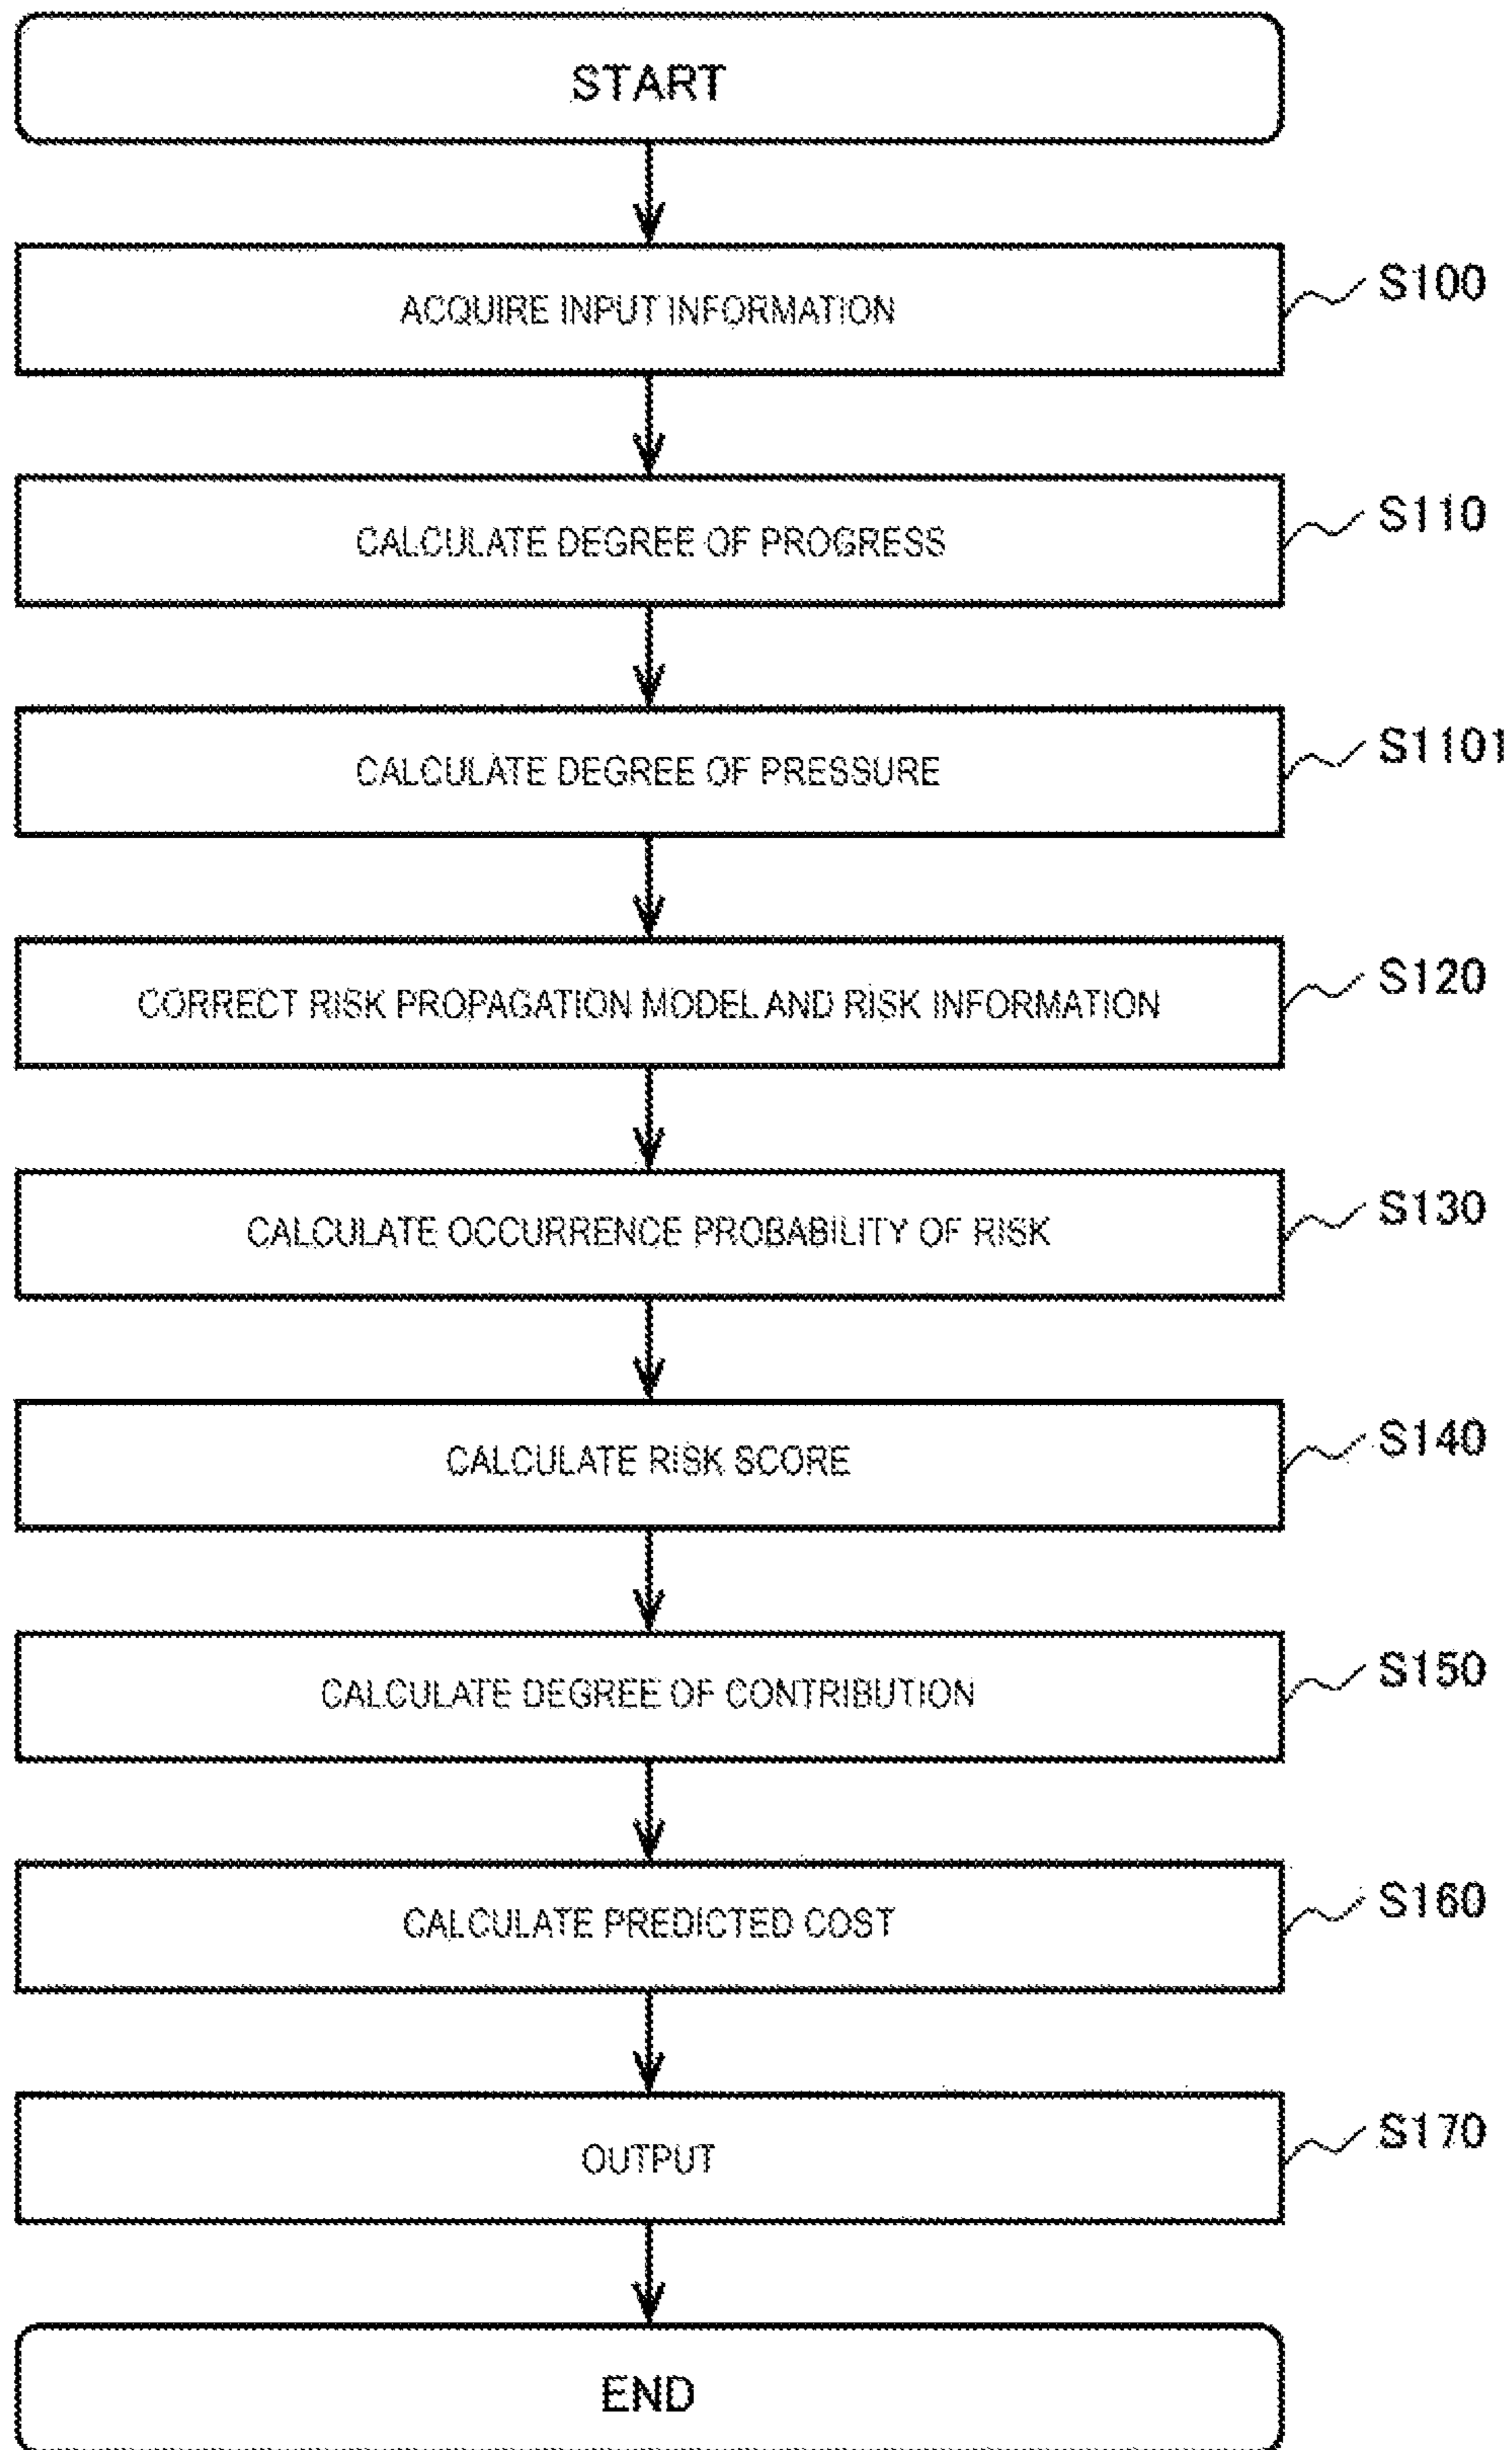 START
ACQUIRE INPUT INFORMATION
S100
CALCULATE DEGREE OF PROGRESS
S110
CALCULATE DEGREE OF PRESSURE
S1101
CORRECT RISK PROPAGATION MODEL AND RISK INFORMATION
S120
CALCULATE OCCURRENCE PROBABILITY OF RISK
S130
CALCULATE RISK SCORE
S140
CALCULATE DEGREE OF CONTRIBUTION
S150
CALCULATE PREDICTED COST
S160
OUTPUT
S170
END